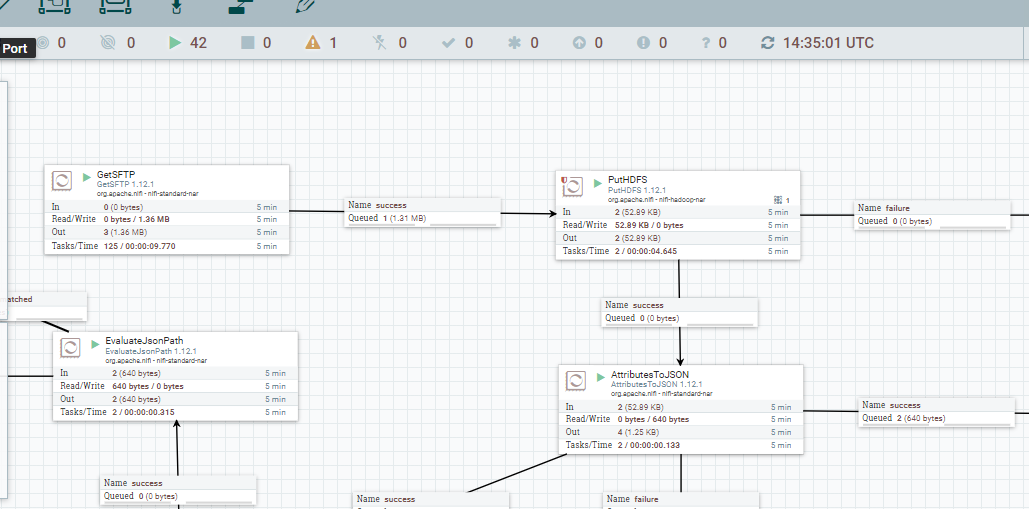 Port
0 0 42 0 1 0 0 0 0 0 0 14:35:01 UTC
GetSFTP
GetSFTP 1.12.1
org.apache.nifi - nifi-standard-nar
In 0 (0 bytes) 5 min
Read/Write 0 bytes / 1.36 MB 5 min
Out 3 (1.36 MB) 5 min
Tasks/Time 125 / 00:00:09.770 5 min
Name success
Queued 1 (1.31 MB)
PutHDFS
PutHDFS 1.12.1
org.apache.nifi - nifi-hadoop-nar
1
In 2 (52.89 KB) 5 min
Read/Write 52.89 KB / 0 bytes 5 min
Out 2 (52.89 KB) 5 min
Tasks/Time 2 / 00:00:04.645 5 min
Name failure
Queued 0 (0 bytes)
Name success
Queued 0 (0 bytes)
atched
EvaluateJsonPath
EvaluateJsonPath 1.12.1
org.apache.nifi - nifi-standard-nar
In 2 (640 bytes) 5 min
Read/Write 640 bytes / 0 bytes 5 min
Out 2 (640 bytes) 5 min
Tasks/Time 2 / 00:00:00.315 5 min
AttributesToJSON
AttributesToJSON 1.12.1
org.apache.nifi - nifi-standard-nar
In 2 (52.89 KB) 5 min
Read/Write 0 bytes / 640 bytes 5 min
Out 4 (1.25 KB) 5 min
Tasks/Time 2 / 00:00:00.133 5 min
Name success
Queued 2 (640 bytes)
Name success
Queued 0 (0 bytes)
Name success
Name failure